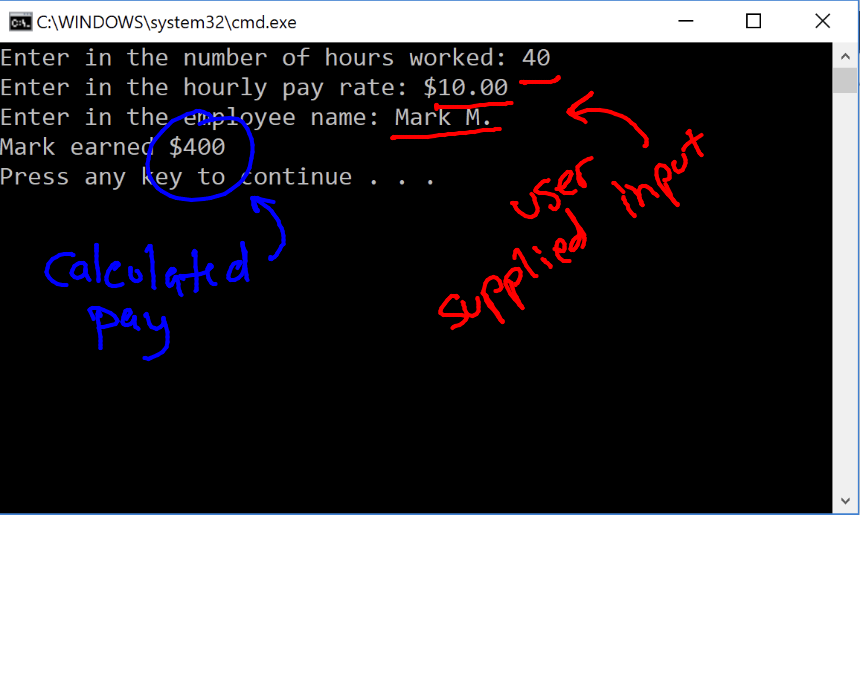 C:\WINDOWS\system32\cmd.exe
Enter in the number of hours worked: 40
Enter in the hourly pay rate: $10.00
Enter in the employee name: Mark M.
Mark earned $400
Press any key to continue . . .
user
supplied input
Calculated
Pay